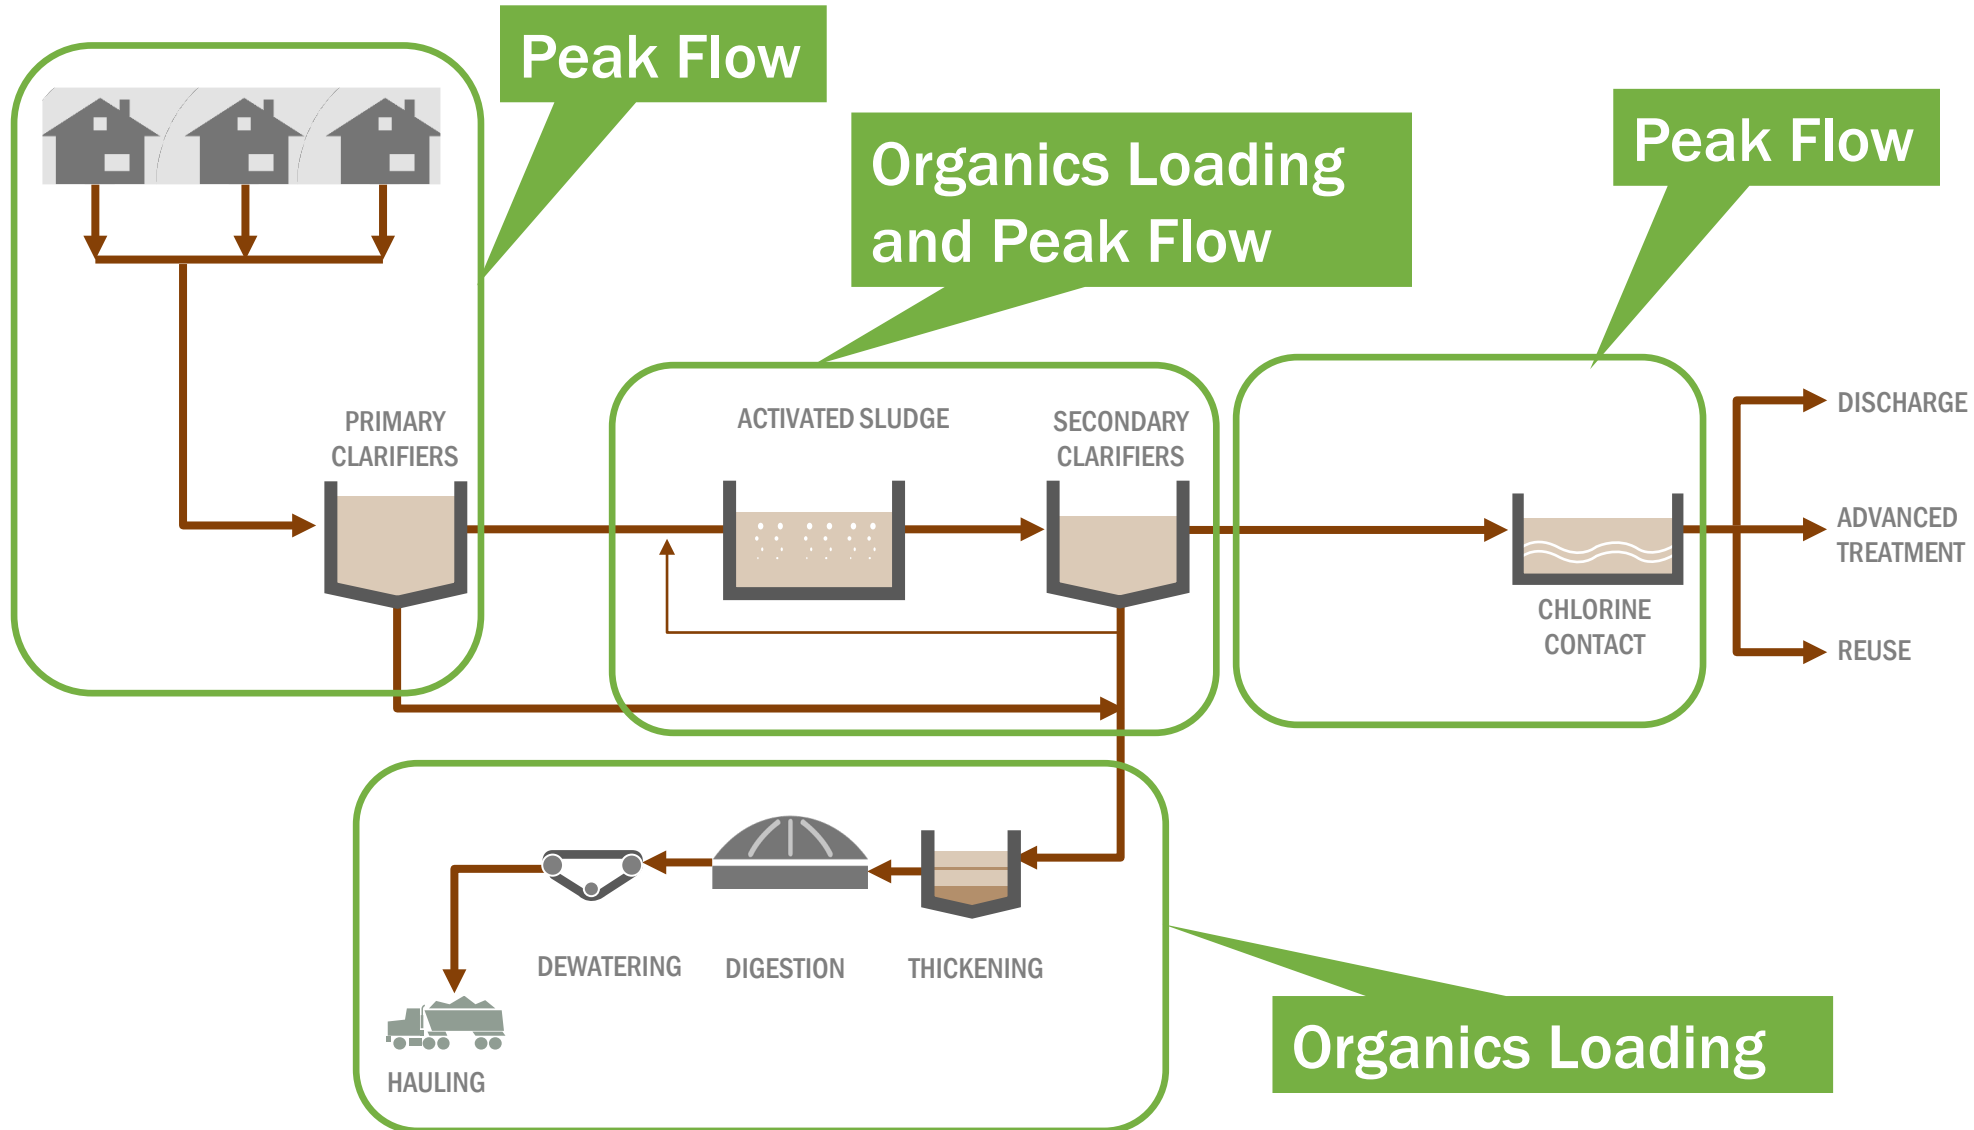 Peak Flow
Organics Loading
and Peak Flow
Peak Flow
PRIMARY
CLARIFIERS
ACTIVATED SLUDGE
SECONDARY
CLARIFIERS
CHLORINE
CONTACT
DISCHARGE
ADVANCED
TREATMENT
REUSE
DEWATERING
DIGESTION
THICKENING
HAULING
Organics Loading